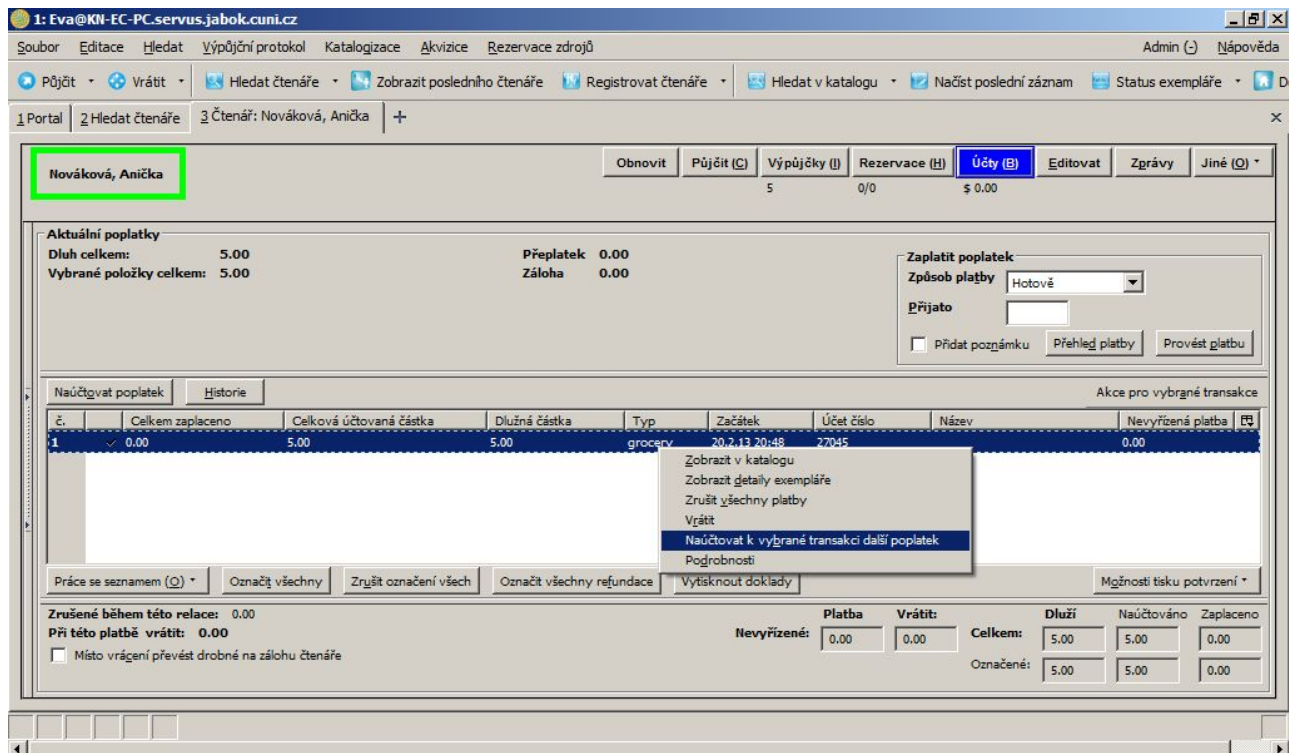 1: Eva@KN-EC-PC.servus.jabok.cuni.cz
Soubor Editace Hledat Výpůjční protokol Katalogizace Akvizice Rezervace zdrojů Admin (-) Nápověda
Půjčit Vrátit Hledat čtenáře Zobrazit posledního čtenáře Registrovat čtenáře Hledat v katalogu Načíst poslední záznam Status exempláře D
1 Portal 2 Hledat čtenáře 3 Čtenář: Nováková, Anička
Nováková, Anička
Obnovit Půjčit (C) Výpůjčky (I) Rezervace (H) Účty (B) Editovat Zprávy Jiné (O)
5 0/0 $ 0.00
Aktuální poplatky
Dluh celkem: 5.00 Přeplatek 0.00
Vybrané položky celkem: 5.00 Záloha 0.00
Zaplatit poplatek
Způsob platby Hotově
Přijato
Přidat poznámku Přehled platby Provést platbu
Naúčtovat poplatek Historie Akce pro vybrané transakce
č. Celkem zaplaceno Celková účtovaná částka Dlužná částka Typ Začátek Účet číslo Název Nevyřízená platba
1 0.00 5.00 5.00 grocery 20.2.13 20:48 27045 0.00
Zobrazit v katalogu
Zobrazit detaily exempláře
Zrušit všechny platby
Vrátit
Naúčtovat k vybrané transakci další poplatek
Podrobnosti
Práce se seznamem (O) Označit všechny Zrušit označení všech Označit všechny refundace Vytisknout doklady Možnosti tisku potvrzení
Zrušené během této relace: 0.00 Platba Vrátit: Dluží Naúčtováno Zaplaceno
Při této platbě vrátit: 0.00 Nevyřízené: 0.00 0.00 Celkem: 5.00 5.00 0.00
Místo vrácení převést drobné na zálohu čtenáře
Označené: 5.00 5.00 0.00